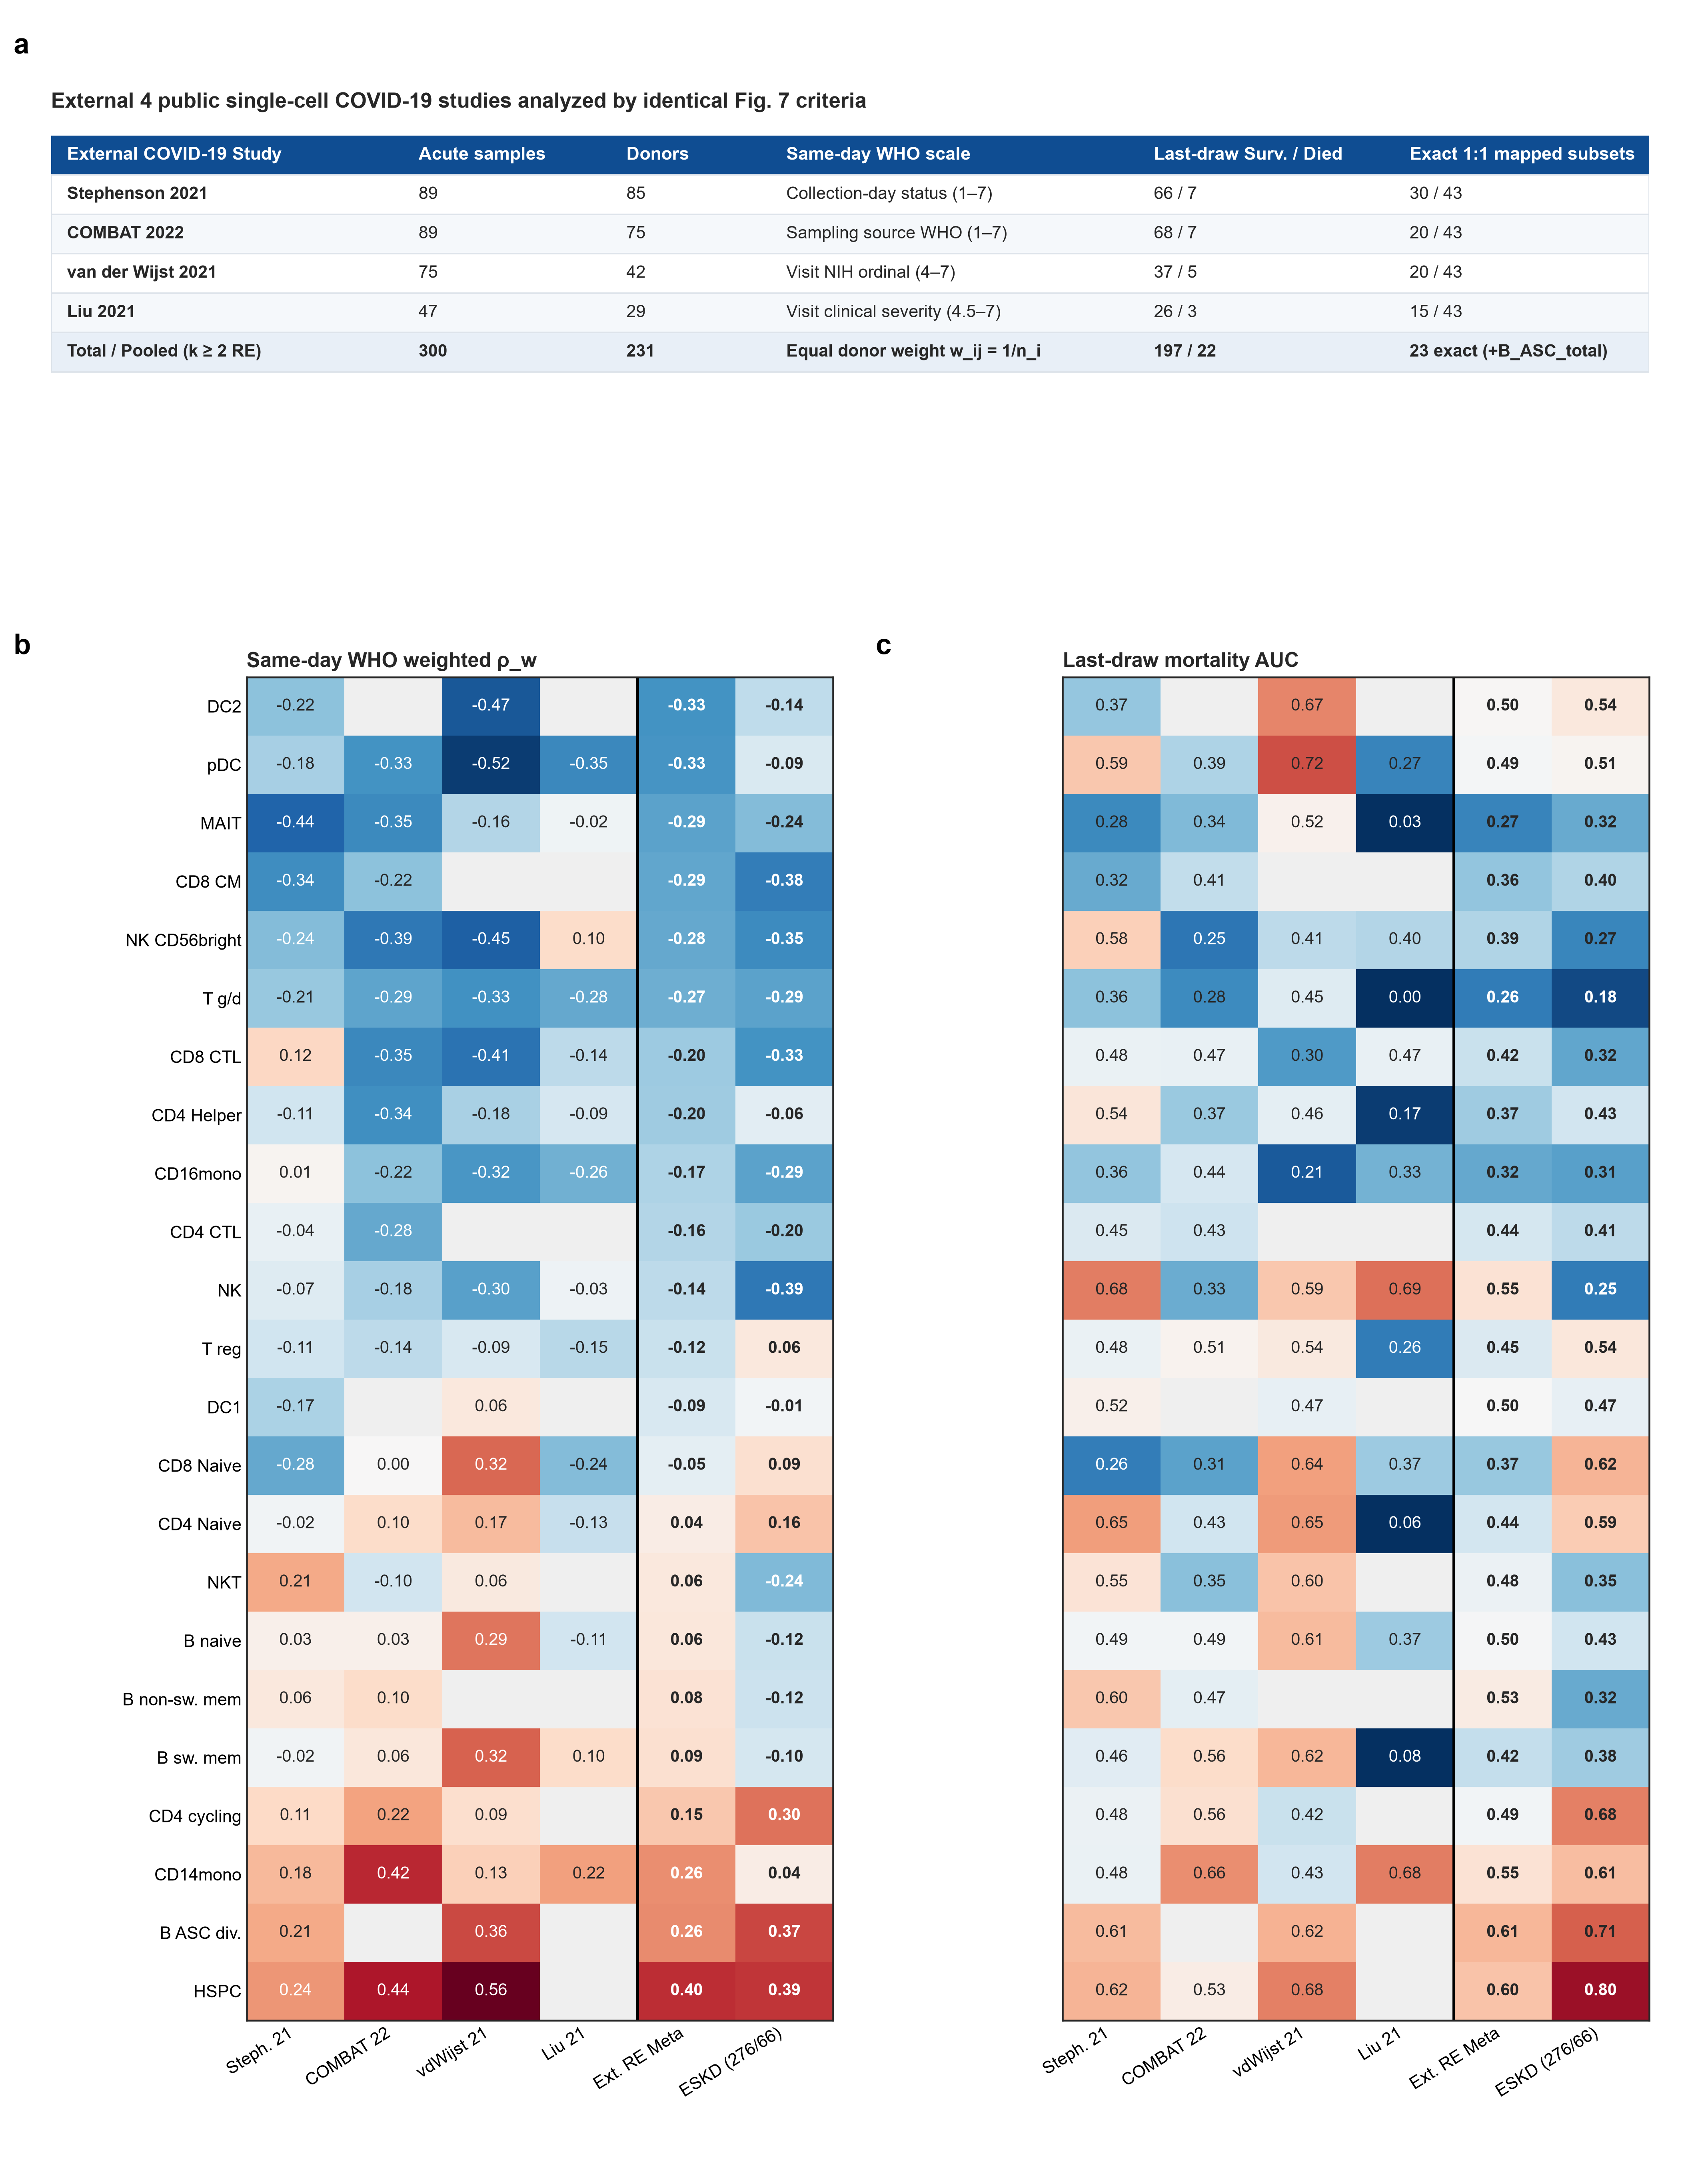 a
External 4 public single-cell COVID-19 studies analyzed by identical Fig. 7 criteria
External COVID-19 Study Acute samples Donors Same-day WHO scale Last-draw Surv. / Died Exact 1:1 mapped subsets
Stephenson 2021 89 85 Collection-day status (1–7) 66 / 7 30 / 43
COMBAT 2022 89 75 Sampling source WHO (1–7) 68 / 7 20 / 43
van der Wijst 2021 75 42 Visit NIH ordinal (4–7) 37 / 5 20 / 43
Liu 2021 47 29 Visit clinical severity (4.5–7) 26 / 3 15 / 43
Total / Pooled (k ≥ 2 RE) 300 231 Equal donor weight w_ij = 1/n_i 197 / 22 23 exact (+B_ASC_total)
b
Same-day WHO weighted ρ_w
DC2 -0.22 -0.47 -0.33 -0.14
pDC -0.18 -0.33 -0.52 -0.35 -0.33 -0.09
MAIT -0.44 -0.35 -0.16 -0.02 -0.29 -0.24
CD8 CM -0.34 -0.22 -0.29 -0.38
NK CD56bright -0.24 -0.39 -0.45 0.10 -0.28 -0.35
T g/d -0.21 -0.29 -0.33 -0.28 -0.27 -0.29
CD8 CTL 0.12 -0.35 -0.41 -0.14 -0.20 -0.33
CD4 Helper -0.11 -0.34 -0.18 -0.09 -0.20 -0.06
CD16mono 0.01 -0.22 -0.32 -0.26 -0.17 -0.29
CD4 CTL -0.04 -0.28 -0.16 -0.20
NK -0.07 -0.18 -0.30 -0.03 -0.14 -0.39
T reg -0.11 -0.14 -0.09 -0.15 -0.12 0.06
DC1 -0.17 0.06 -0.09 -0.01
CD8 Naive -0.28 0.00 0.32 -0.24 -0.05 0.09
CD4 Naive -0.02 0.10 0.17 -0.13 0.04 0.16
NKT 0.21 -0.10 0.06 0.06 -0.24
B naive 0.03 0.03 0.29 -0.11 0.06 -0.12
B non-sw. mem 0.06 0.10 0.08 -0.12
B sw. mem -0.02 0.06 0.32 0.10 0.09 -0.10
CD4 cycling 0.11 0.22 0.09 0.15 0.30
CD14mono 0.18 0.42 0.13 0.22 0.26 0.04
B ASC div. 0.21 0.36 0.26 0.37
HSPC 0.24 0.44 0.56 0.40 0.39
Steph. 21 COMBAT 22 vdWijst 21 Liu 21 Ext. RE Meta ESKD (276/66)
c
Last-draw mortality AUC
0.37 0.67 0.50 0.54
0.59 0.39 0.72 0.27 0.49 0.51
0.28 0.34 0.52 0.03 0.27 0.32
0.32 0.41 0.36 0.40
0.58 0.25 0.41 0.40 0.39 0.27
0.36 0.28 0.45 0.00 0.26 0.18
0.48 0.47 0.30 0.47 0.42 0.32
0.54 0.37 0.46 0.17 0.37 0.43
0.36 0.44 0.21 0.33 0.32 0.31
0.45 0.43 0.44 0.41
0.68 0.33 0.59 0.69 0.55 0.25
0.48 0.51 0.54 0.26 0.45 0.54
0.52 0.47 0.50 0.47
0.26 0.31 0.64 0.37 0.37 0.62
0.65 0.43 0.65 0.06 0.44 0.59
0.55 0.35 0.60 0.48 0.35
0.49 0.49 0.61 0.37 0.50 0.43
0.60 0.47 0.53 0.32
0.46 0.56 0.62 0.08 0.42 0.38
0.48 0.56 0.42 0.49 0.68
0.48 0.66 0.43 0.68 0.55 0.61
0.61 0.62 0.61 0.71
0.62 0.53 0.68 0.60 0.80
Steph. 21 COMBAT 22 vdWijst 21 Liu 21 Ext. RE Meta ESKD (276/66)